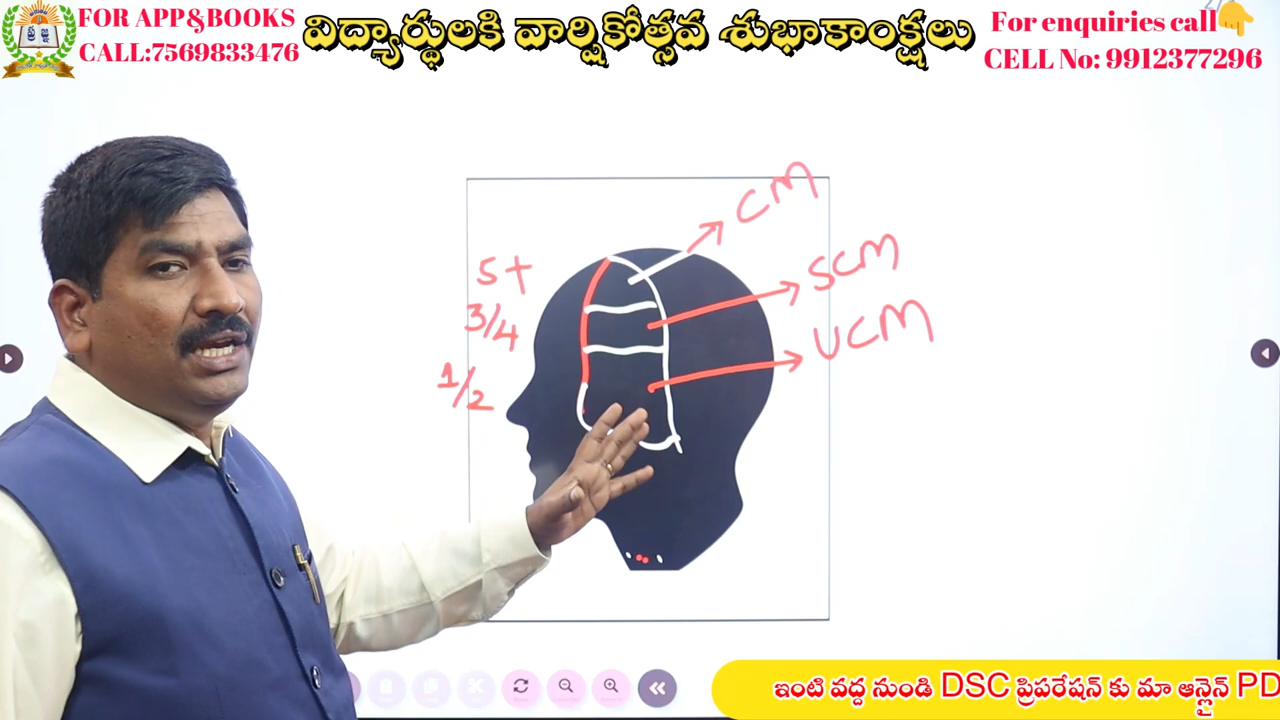 FOR APP&BOOKS
CALL:7569833476
విద్యార్థులకి వార్షికోత్సవ శుభాకాంక్షలు
For enquiries call
CELL No: 9912377296
CM
SCM
UCM
5+
3/4
1/2
ఇంటి వద్ద నుండి DSC ప్రిపరేషన్ కు మా ఆన్లైన్ PD